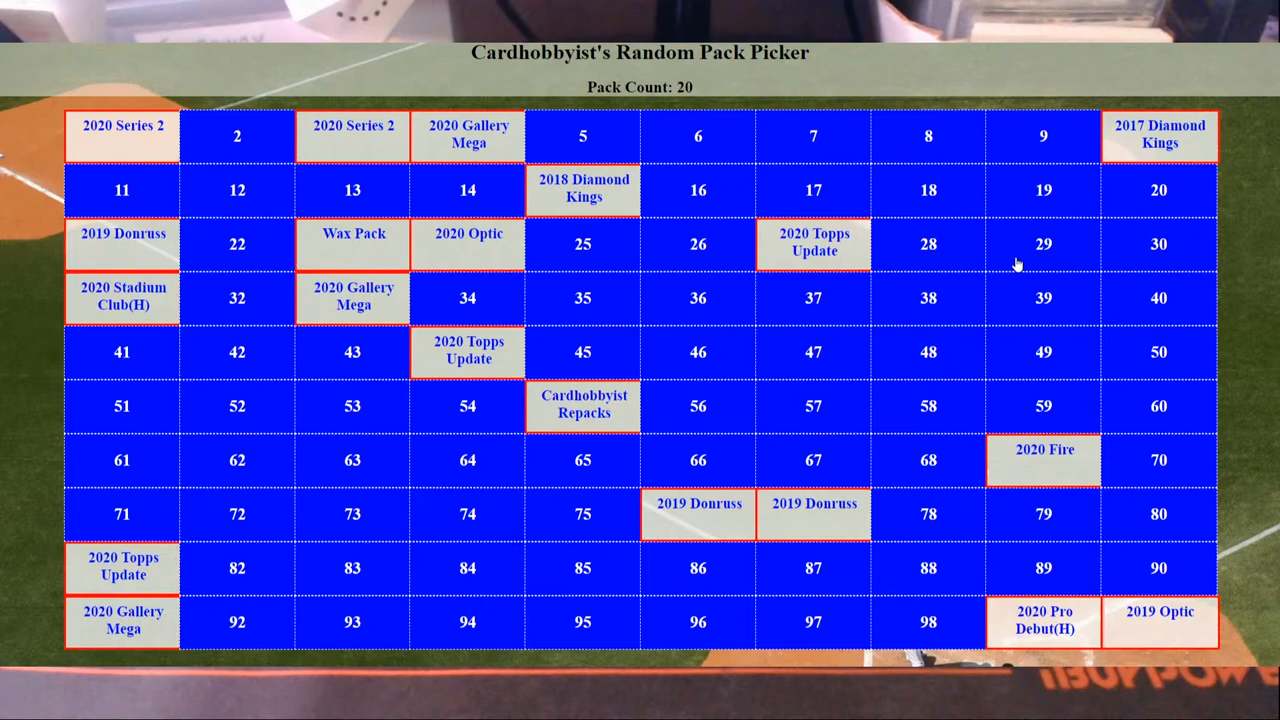 Cardhobbyist's Random Pack Picker
Pack Count: 20
2020 Series 2
2
2020 Series 2
2020 Gallery
Mega
5
6
7
8
9
2017 Diamond
Kings
11
12
13
14
2018 Diamond
Kings
16
17
18
19
20
2019 Donruss
22
Wax Pack
2020 Optic
25
26
2020 Topps
Update
28
29
30
2020 Stadium
Club(H)
32
2020 Gallery
Mega
34
35
36
37
38
39
40
41
42
43
2020 Topps
Update
45
46
47
48
49
50
51
52
53
54
Cardhobbyist
Repacks
56
57
58
59
60
61
62
63
64
65
66
67
68
2020 Fire
70
71
72
73
74
75
2019 Donruss
2019 Donruss
78
79
80
2020 Topps
Update
82
83
84
85
86
87
88
89
90
2020 Gallery
Mega
92
93
94
95
96
97
98
2020 Pro
Debut(H)
2019 Optic